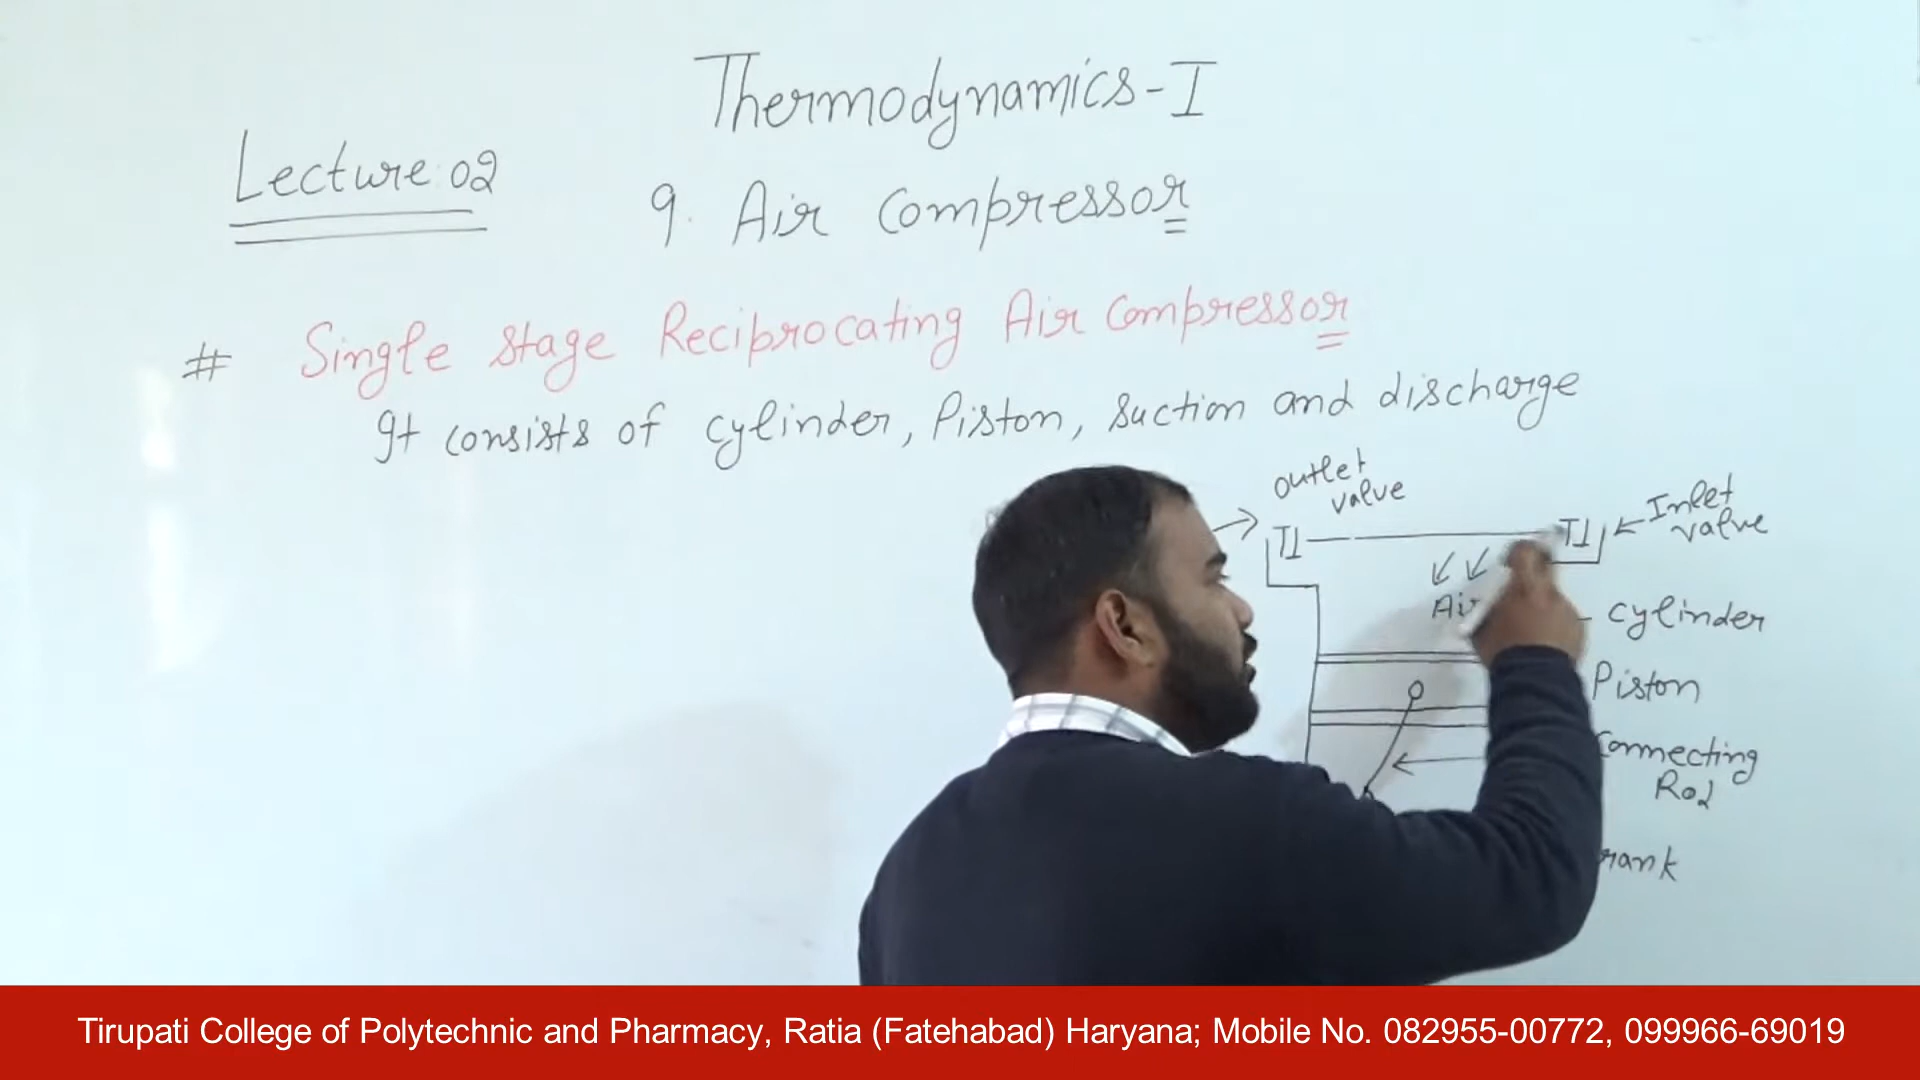 Thermodynamics-I
Lecture:02
9. Air Compressor
# Single Stage Reciprocating Air Compressor
It consists of cylinder, Piston, suction and discharge
outlet
valve
Inlet
valve
Air
cylinder
Piston
Connecting
Rod
rank
Tirupati College of Polytechnic and Pharmacy, Ratia (Fatehabad) Haryana; Mobile No. 082955-00772, 099966-69019